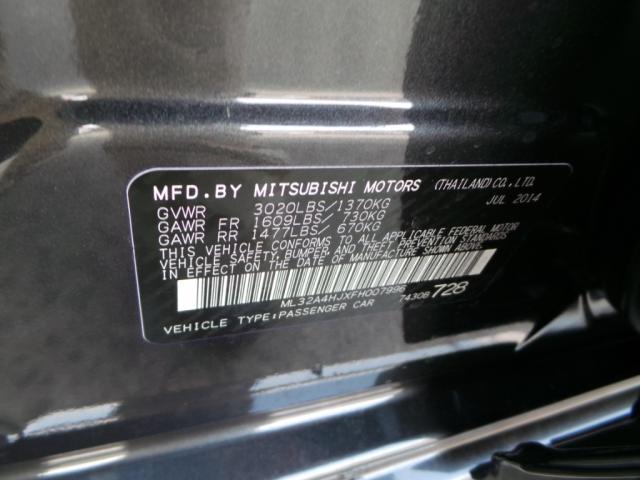 MFD.BY MITSUBISHI MOTORS (THAILAND) CO., LTD.
JUL 2014
GVWR 3020LBS/1370KG
GAWR FR 1609LBS/ 730KG
GAWR RR 1477LBS/ 670KG
THIS VEHICLE CONFORMS TO ALL APPLICABLE FEDERAL MOTOR
VEHICLE SAFETY, BUMPER AND THEFT PREVENTION STANDARDS
IN EFFECT ON THE DATE OF MANUFACTURE SHOWN ABOVE.
ML32A4HJXFH007996
VEHICLE TYPE:PASSENGER CAR 7430B 728